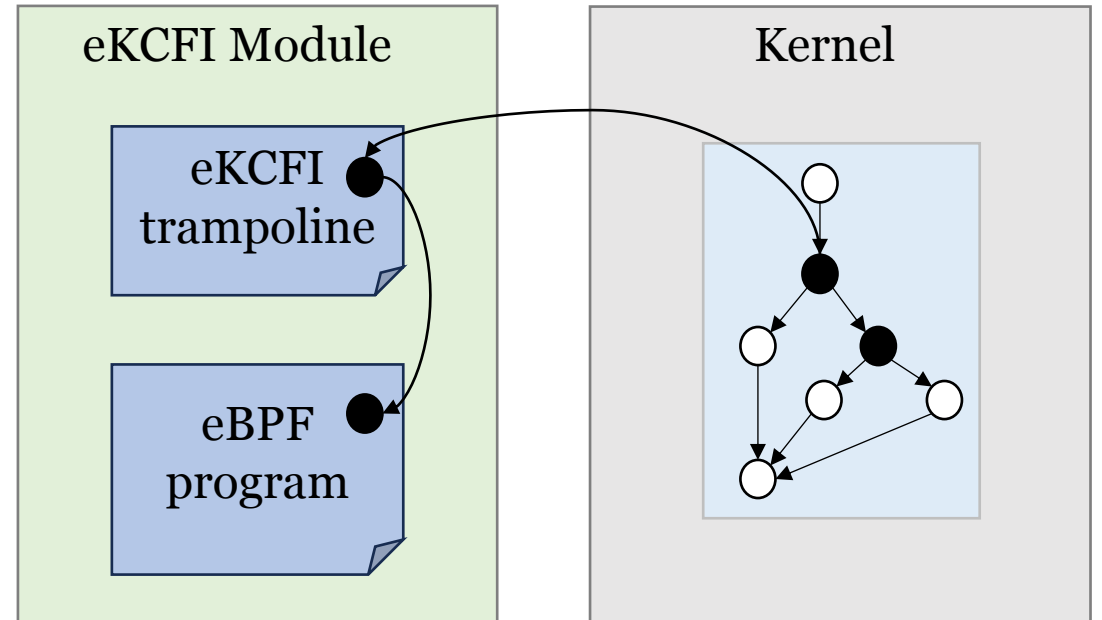 eKCFI Module
eKCFI
trampoline
eBPF
program
Kernel